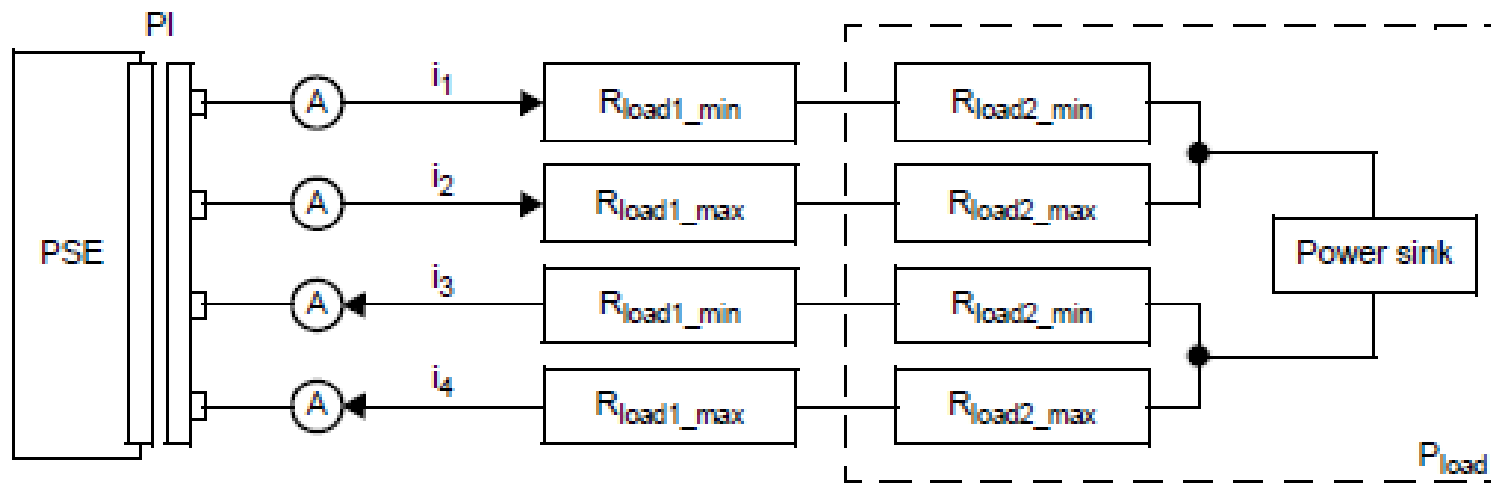 PI
PSE
A
i1
Rload1_min
Rload2_min
A
i2
Rload1_max
Rload2_max
Power sink
A
i3
Rload1_min
Rload2_min
A
i4
Rload1_max
Rload2_max
Pload